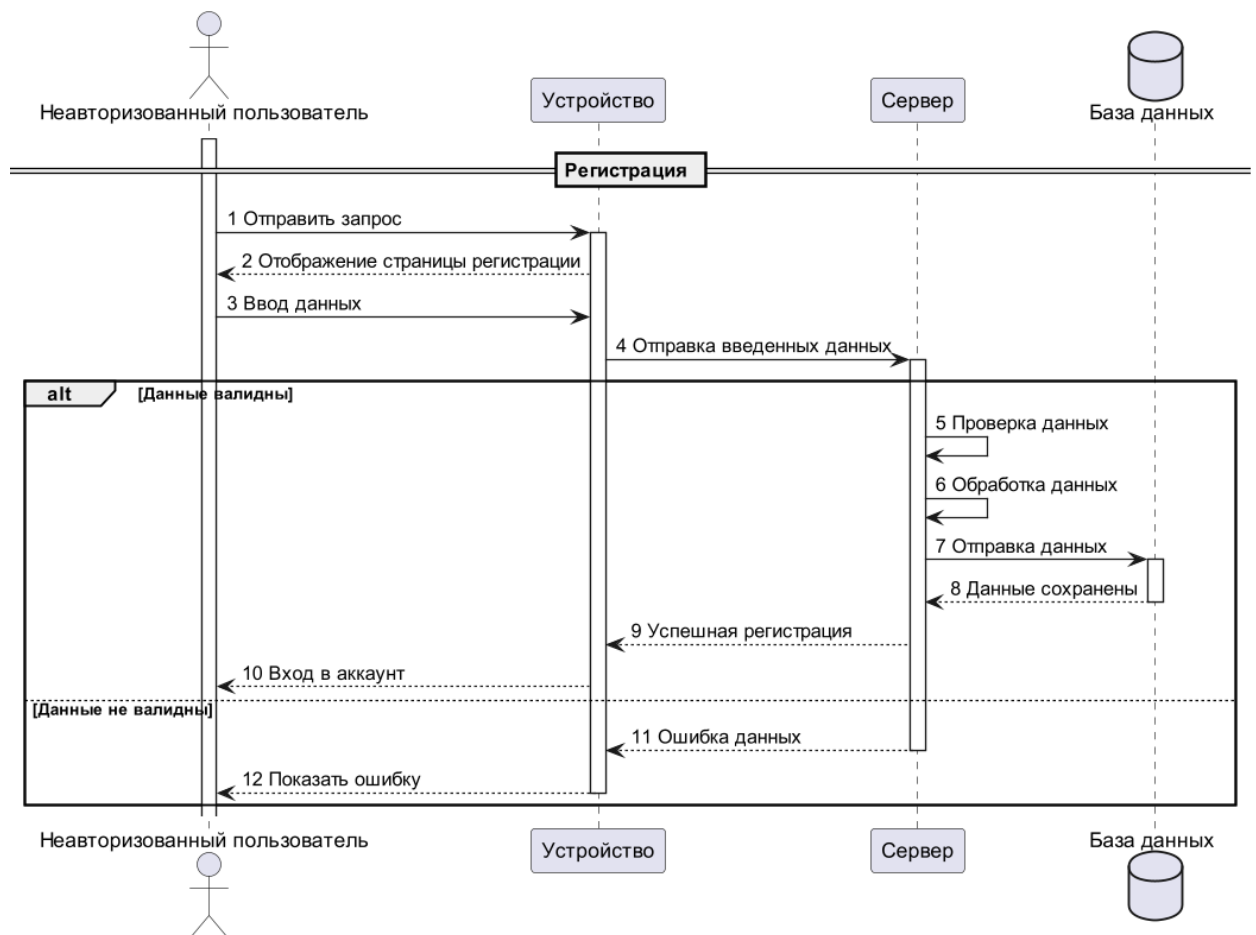 Неавторизованный пользователь
Устройство
Сервер
База данных
Регистрация
1 Отправить запрос
2 Отображение страницы регистрации
3 Ввод данных
4 Отправка введенных данных
alt [Данные валидны]
5 Проверка данных
6 Обработка данных
7 Отправка данных
8 Данные сохранены
9 Успешная регистрация
10 Вход в аккаунт
[Данные не валидны]
11 Ошибка данных
12 Показать ошибку
Неавторизованный пользователь
Устройство
Сервер
База данных